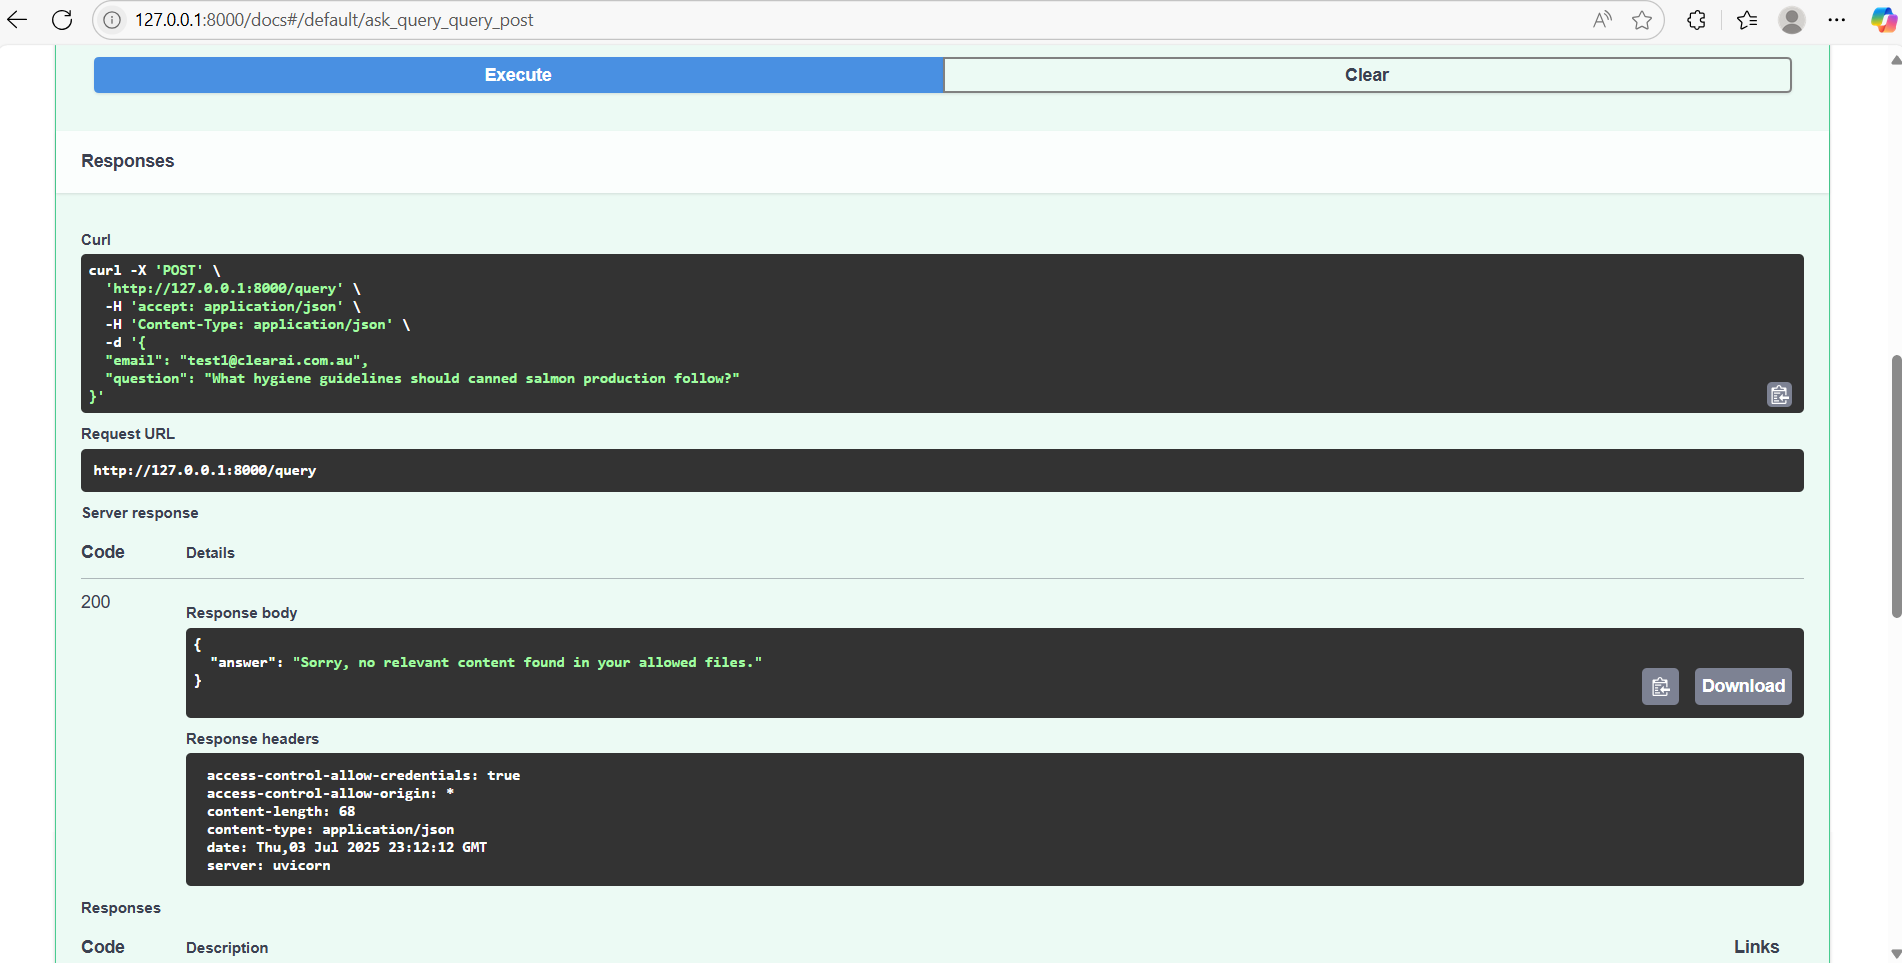 127.0.0.1:8000/docs#/default/ask_query_query_post
Execute
Clear
Responses
Curl
curl -X 'POST' \
'http://127.0.0.1:8000/query' \
-H 'accept: application/json' \
-H 'Content-Type: application/json' \
-d '{
"email": "test1@clearai.com.au",
"question": "What hygiene guidelines should canned salmon production follow?"
}'
Request URL
http://127.0.0.1:8000/query
Server response
Code Details
200
Response body
{
"answer": "Sorry, no relevant content found in your allowed files."
}
Download
Response headers
access-control-allow-credentials: true
access-control-allow-origin: *
content-length: 68
content-type: application/json
date: Thu,03 Jul 2025 23:12:12 GMT
server: uvicorn
Responses
Code Description Links